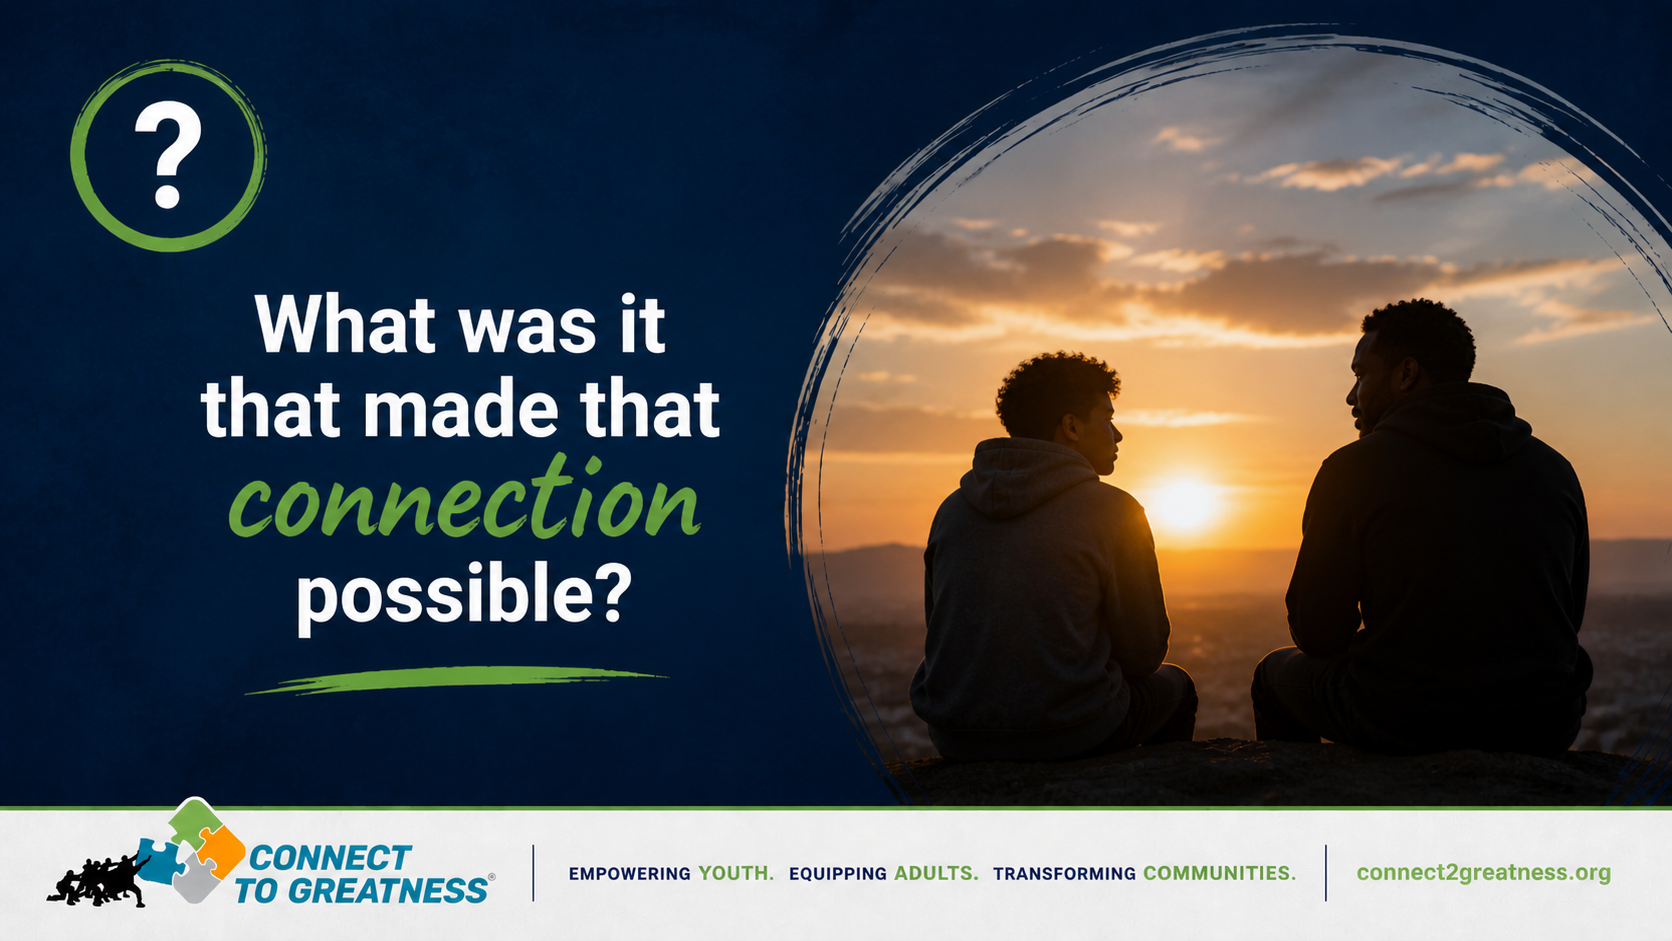 ?
What was it
that made that
connection
possible?
CONNECT
TO GREATNESS®
EMPOWERING YOUTH. EQUIPPING ADULTS. TRANSFORMING COMMUNITIES.
connect2greatness.org